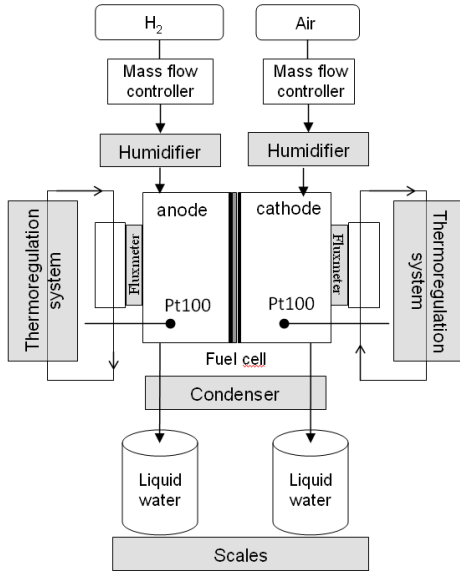 H2
Air
Mass flow
controller
Mass flow
controller
Humidifier
Humidifier
anode
cathode
Thermoregulation
system
Fluxmeter
Fluxmeter
Thermoregulation
system
Pt100
Pt100
Fuel cell
Condenser
Liquid
water
Liquid
water
Scales